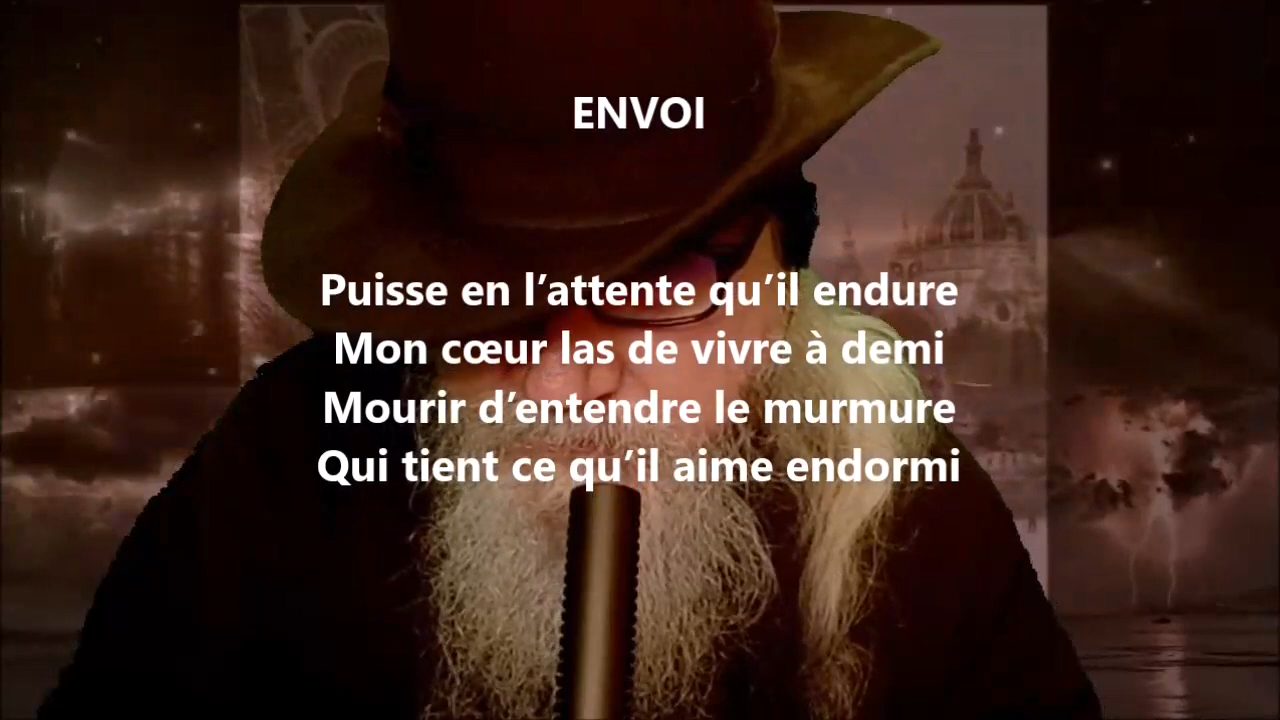 ENVOI
Puisse en l’attente qu’il endure
Mon cœur las de vivre à demi
Mourir d’entendre le murmure
Qui tient ce qu’il aime endormi